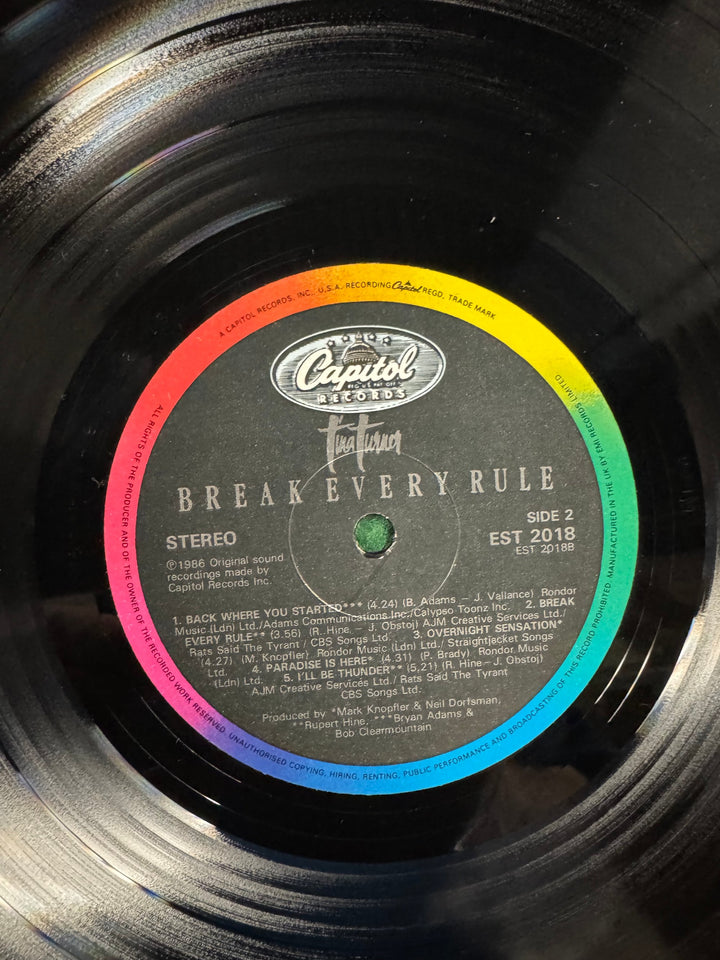 A CAPITOL RECORDS, INC., U.S.A. RECORDING Capitol REGD. TRADE MARK
Capitol
REG. U.S. PAT. OFF.
RECORDS
Tina Turner
BREAK EVERY RULE
STEREO
SIDE 2
EST 2018
EST 2018B
℗1986 Original sound
recordings made by
Capitol Records Inc.
1. BACK WHERE YOU STARTED*** (4.24) (B. Adams – J. Vallance) Rondor
Music (Ldn) Ltd./Adams Communications Inc./Calypso Toonz Inc. 2. BREAK
EVERY RULE** (3.56) (R. Hine – J. Obstoj) AJM Creative Services Ltd./
Rats Said The Tyrant / CBS Songs Ltd. 3. OVERNIGHT SENSATION*
(4.27) (M. Knopfler) Rondor Music (Ldn) Ltd./ Straightjacket Songs
Ltd. 4. PARADISE IS HERE* (4.31) (P. Brady) Rondor Music
(Ldn) Ltd. 5. I'LL BE THUNDER** (5.21) (R. Hine – J. Obstoj)
AJM Creative Services Ltd./ Rats Said The Tyrant
CBS Songs Ltd.
Produced by *Mark Knopfler & Neil Dorfsman,
**Rupert Hine, ***Bryan Adams &
Bob Clearmountain
ALL RIGHTS OF THE PRODUCER AND OF THE OWNER OF THE RECORDED WORK RESERVED. UNAUTHORISED COPYING, HIRING, RENTING, PUBLIC PERFORMANCE AND BROADCASTING OF THIS RECORD PROHIBITED. MANUFACTURED IN THE UK BY EMI RECORDS LIMITED.